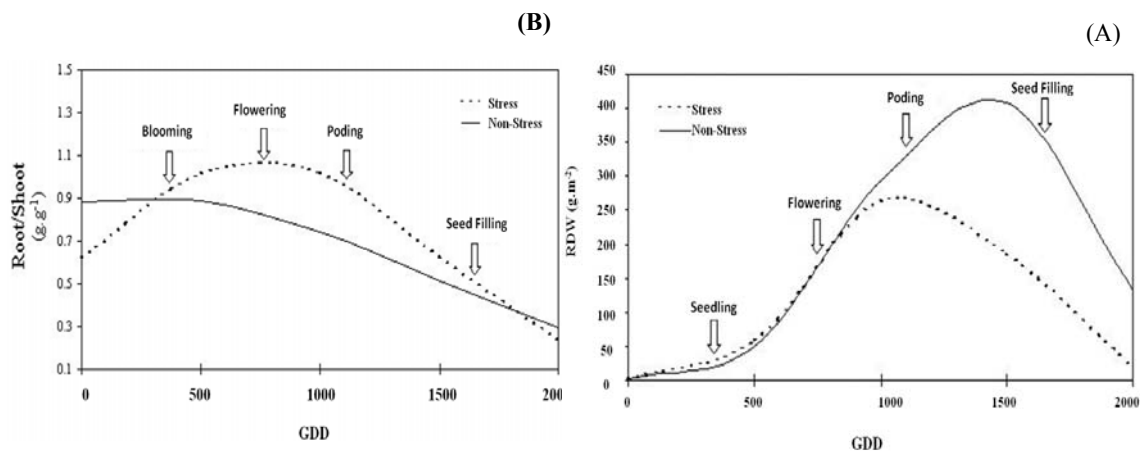 (B)
1.5
1.3
1.1
0.9
0.7
0.5
0.3
0.1
Root/Shoot
(g.g⁻¹)
Blooming
Flowering
Poding
Seed Filling
Stress
Non-Stress
0
500
1000
1500
200
GDD
(A)
450
400
350
300
250
200
150
100
50
0
RDW (g.m⁻²)
Stress
Non-Stress
Seedling
Flowering
Poding
Seed Filling
0
500
1000
1500
2000
GDD